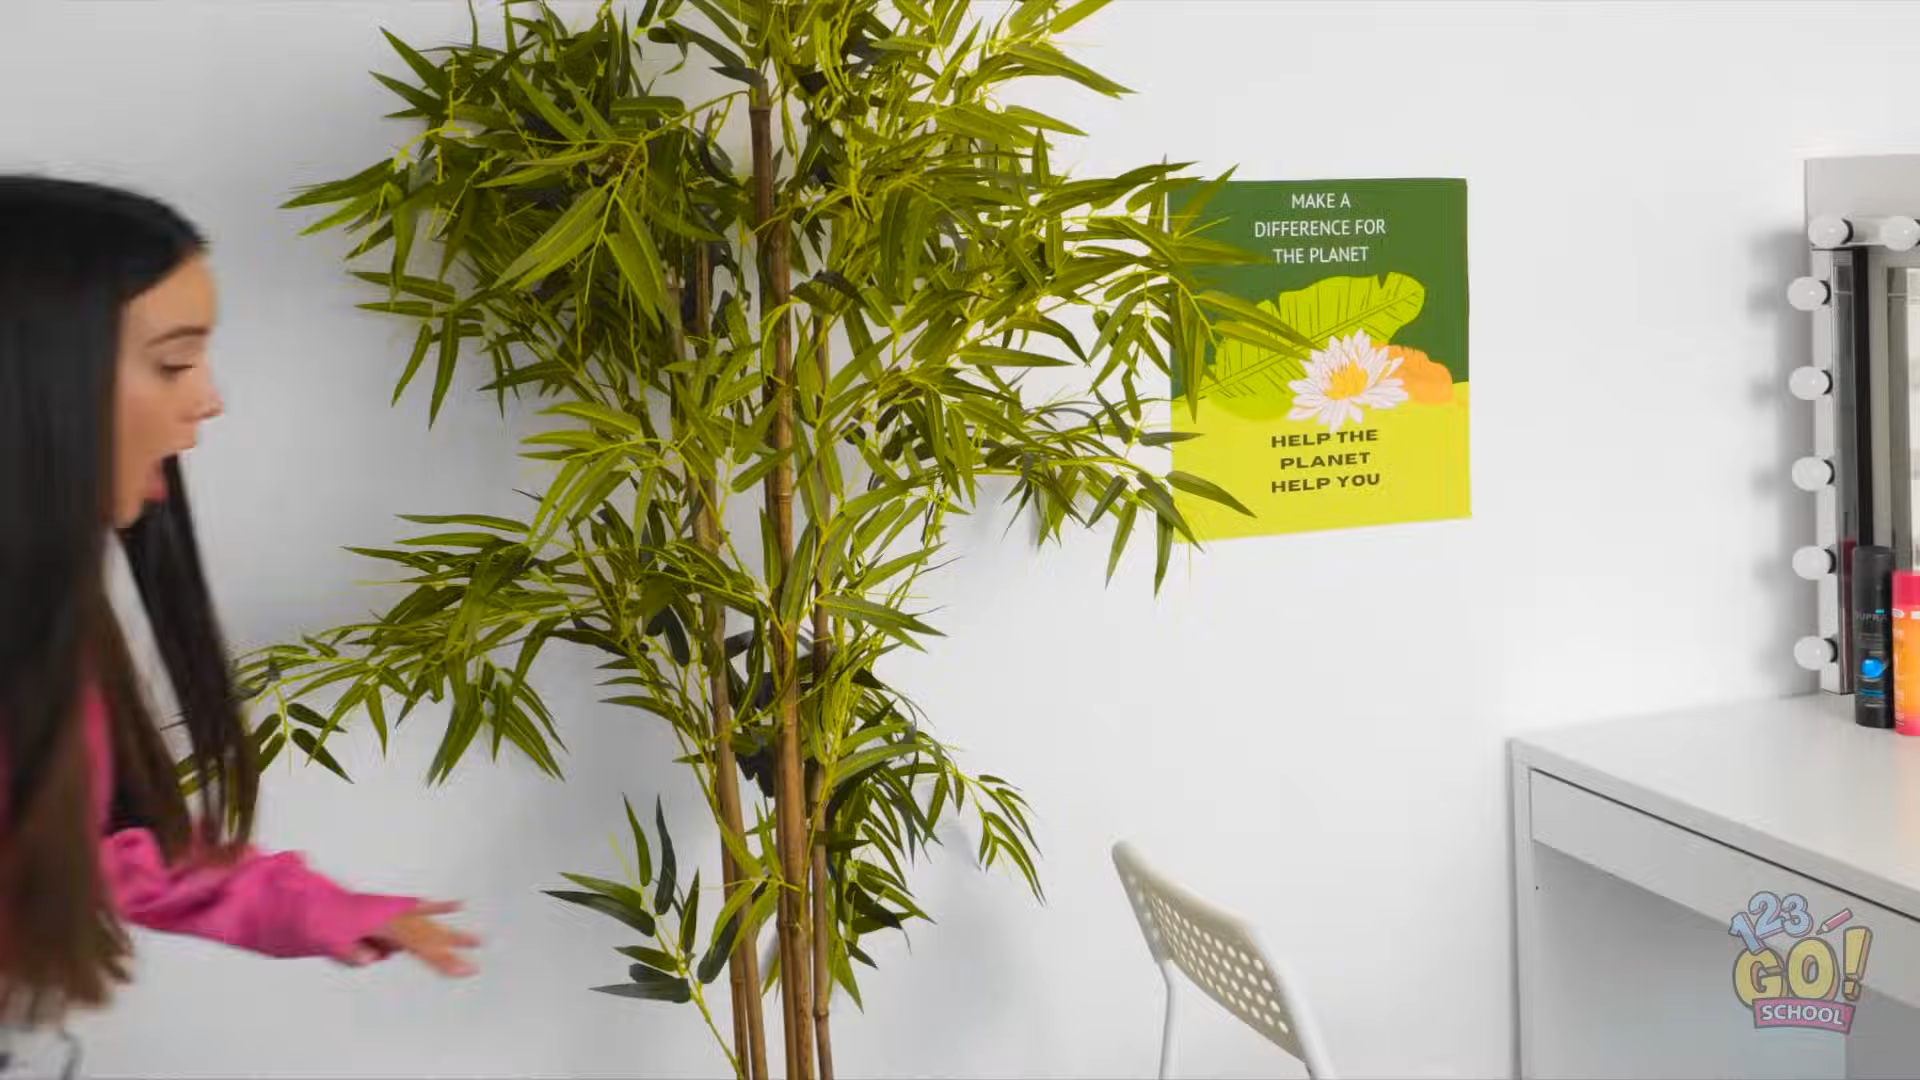 MAKE A
DIFFERENCE FOR
THE PLANET
HELP THE
PLANET
HELP YOU
123
GO!
SCHOOL